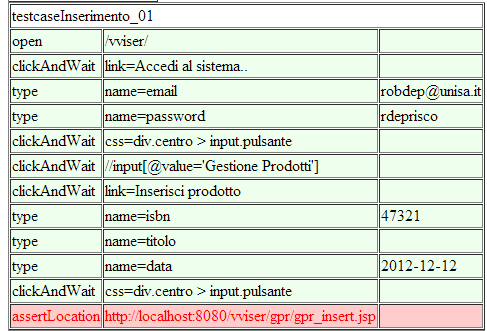 testcaseInserimento_01
open /vviser/
clickAndWait link=Accedi al sistema..
type name=email robdep@unisa.it
type name=password rdeprisco
clickAndWait css=div.centro > input.pulsante
clickAndWait //input[@value='Gestione Prodotti']
clickAndWait link=Inserisci prodotto
type name=isbn 47321
type name=titolo
type name=data 2012-12-12
clickAndWait css=div.centro > input.pulsante
assertLocation http://localhost:8080/vviser/gpr/gpr_insert.jsp